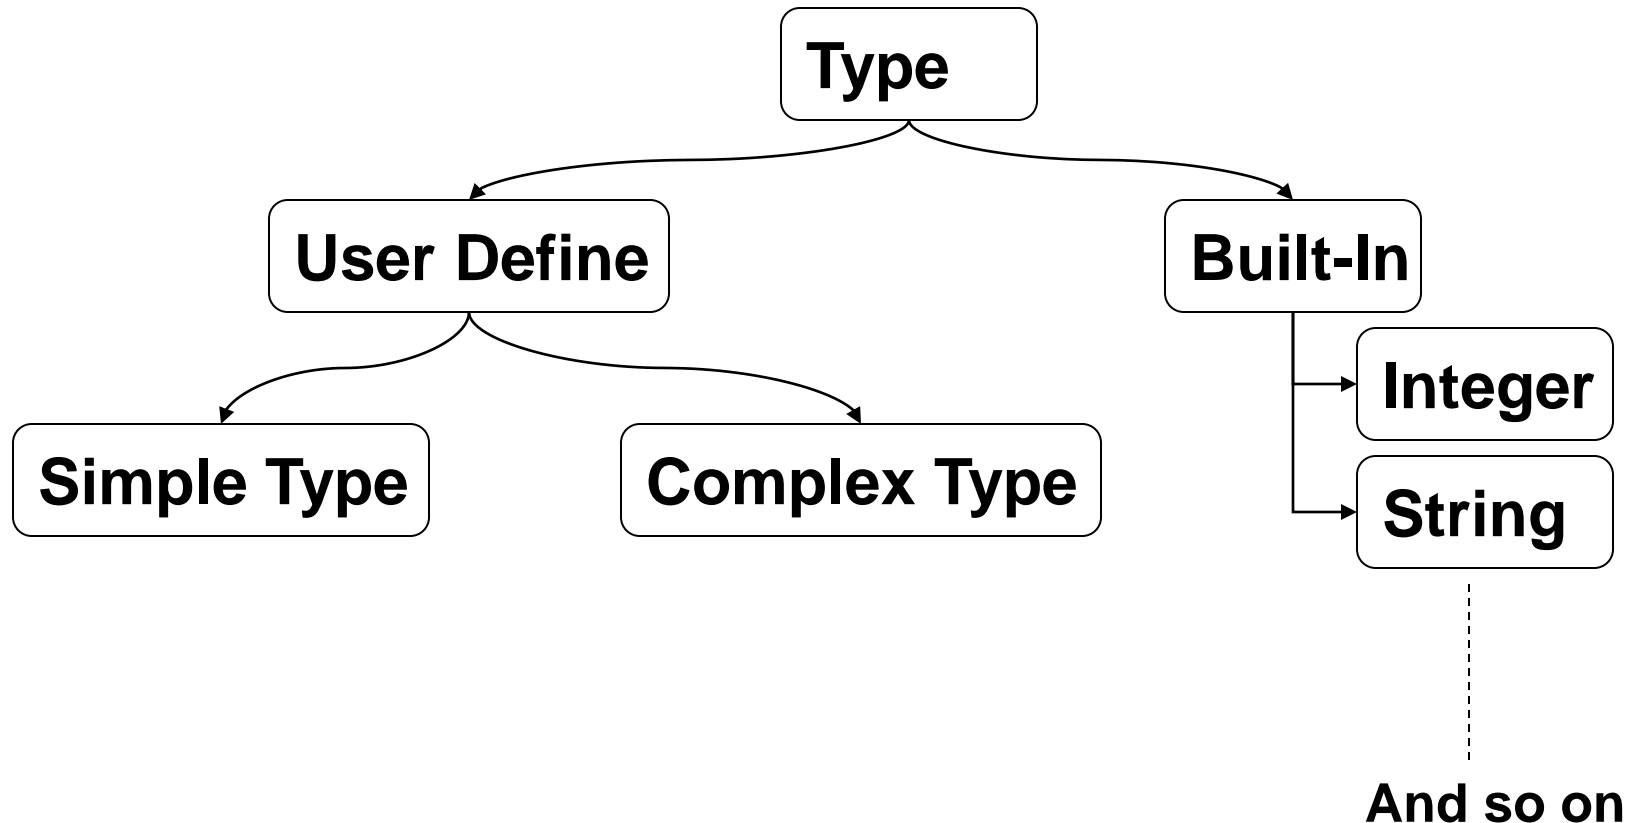 Type
User Define
Built-In
Integer
Simple Type
Complex Type
String
And so on